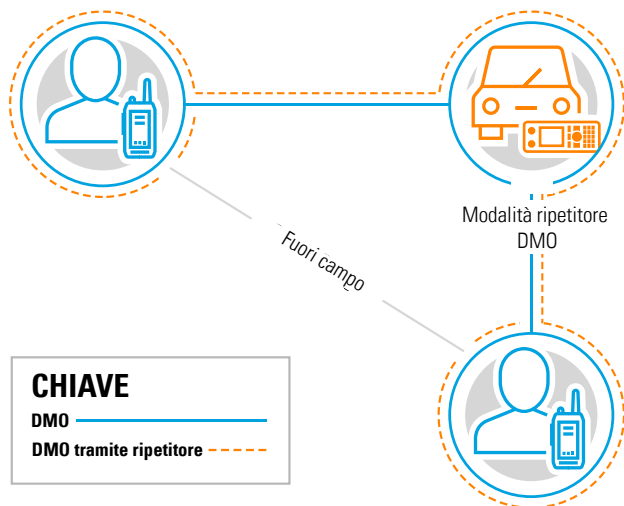 Modalità ripetitore
DMO
Fuori campo
CHIAVE
DMO
DMO tramite ripetitore